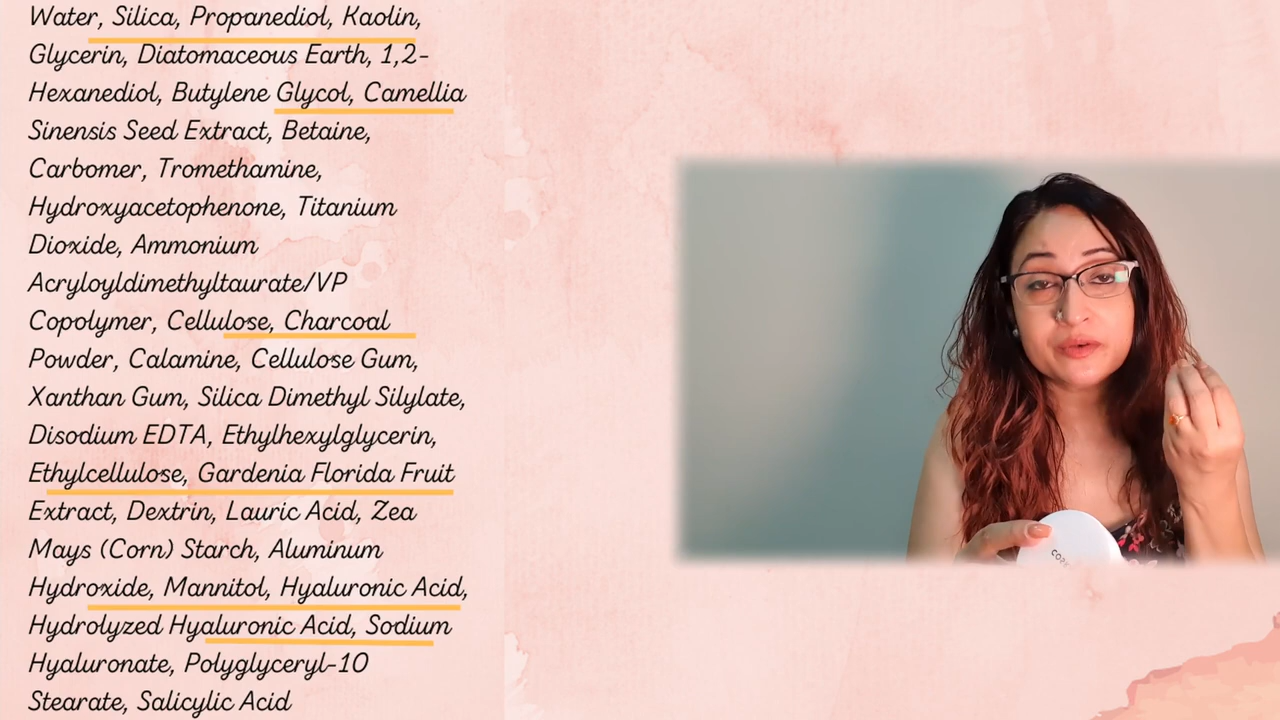 Water, Silica, Propanediol, Kaolin,
Glycerin, Diatomaceous Earth, 1,2-
Hexanediol, Butylene Glycol, Camellia
Sinensis Seed Extract, Betaine,
Carbomer, Tromethamine,
Hydroxyacetophenone, Titanium
Dioxide, Ammonium
Acryloyldimethyltaurate/VP
Copolymer, Cellulose, Charcoal
Powder, Calamine, Cellulose Gum,
Xanthan Gum, Silica Dimethyl Silylate,
Disodium EDTA, Ethylhexylglycerin,
Ethylcellulose, Gardenia Florida Fruit
Extract, Dextrin, Lauric Acid, Zea
Mays (Corn) Starch, Aluminum
Hydroxide, Mannitol, Hyaluronic Acid,
Hydrolyzed Hyaluronic Acid, Sodium
Hyaluronate, Polyglyceryl-10
Stearate, Salicylic Acid